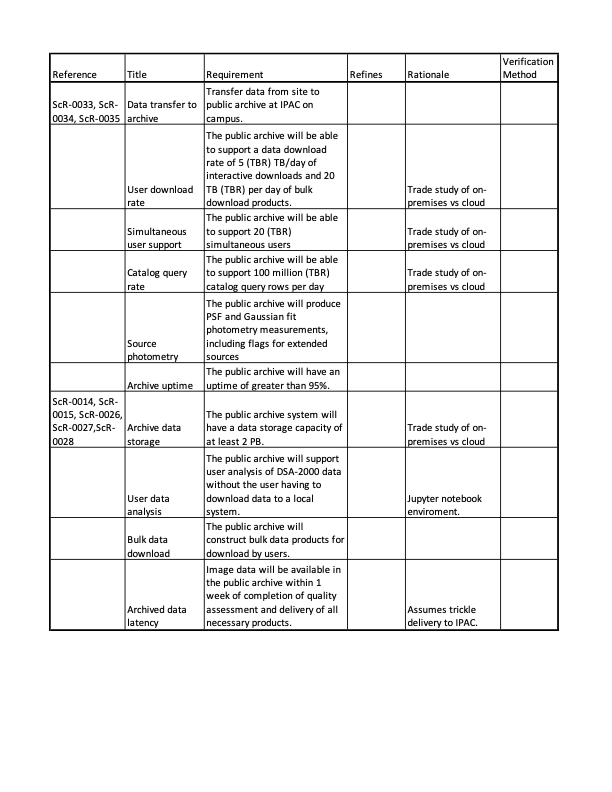 Reference Title Requirement Refines Rationale Verification
Method
ScR-0033, ScR-
0034, ScR-0035
Data transfer to
archive
Transfer data from site to
public archive at IPAC on
campus.
User download
rate
The public archive will be able
to support a data download
rate of 5 (TBR) TB/day of
interactive downloads and 20
TB (TBR) per day of bulk
download products.
Trade study of on-
premises vs cloud
Simultaneous
user support
The public archive will be able
to support 20 (TBR)
simultaneous users
Trade study of on-
premises vs cloud
Catalog query
rate
The public archive will be able
to support 100 million (TBR)
catalog query rows per day
Trade study of on-
premises vs cloud
Source
photometry
The public archive will produce
PSF and Gaussian fit
photometry measurements,
including flags for extended
sources
Archive uptime
The public archive will have an
uptime of greater than 95%.
ScR-0014, ScR-
0015, ScR-0026,
ScR-0027,ScR-
0028
Archive data
storage
The public archive system will
have a data storage capacity of
at least 2 PB.
Trade study of on-
premises vs cloud
User data
analysis
The public archive will support
user analysis of DSA-2000 data
without the user having to
download data to a local
system.
Jupyter notebook
enviroment.
Bulk data
download
The public archive will
construct bulk data products for
download by users.
Archived data
latency
Image data will be available in
the public archive within 1
week of completion of quality
assessment and delivery of all
necessary products.
Assumes trickle
delivery to IPAC.